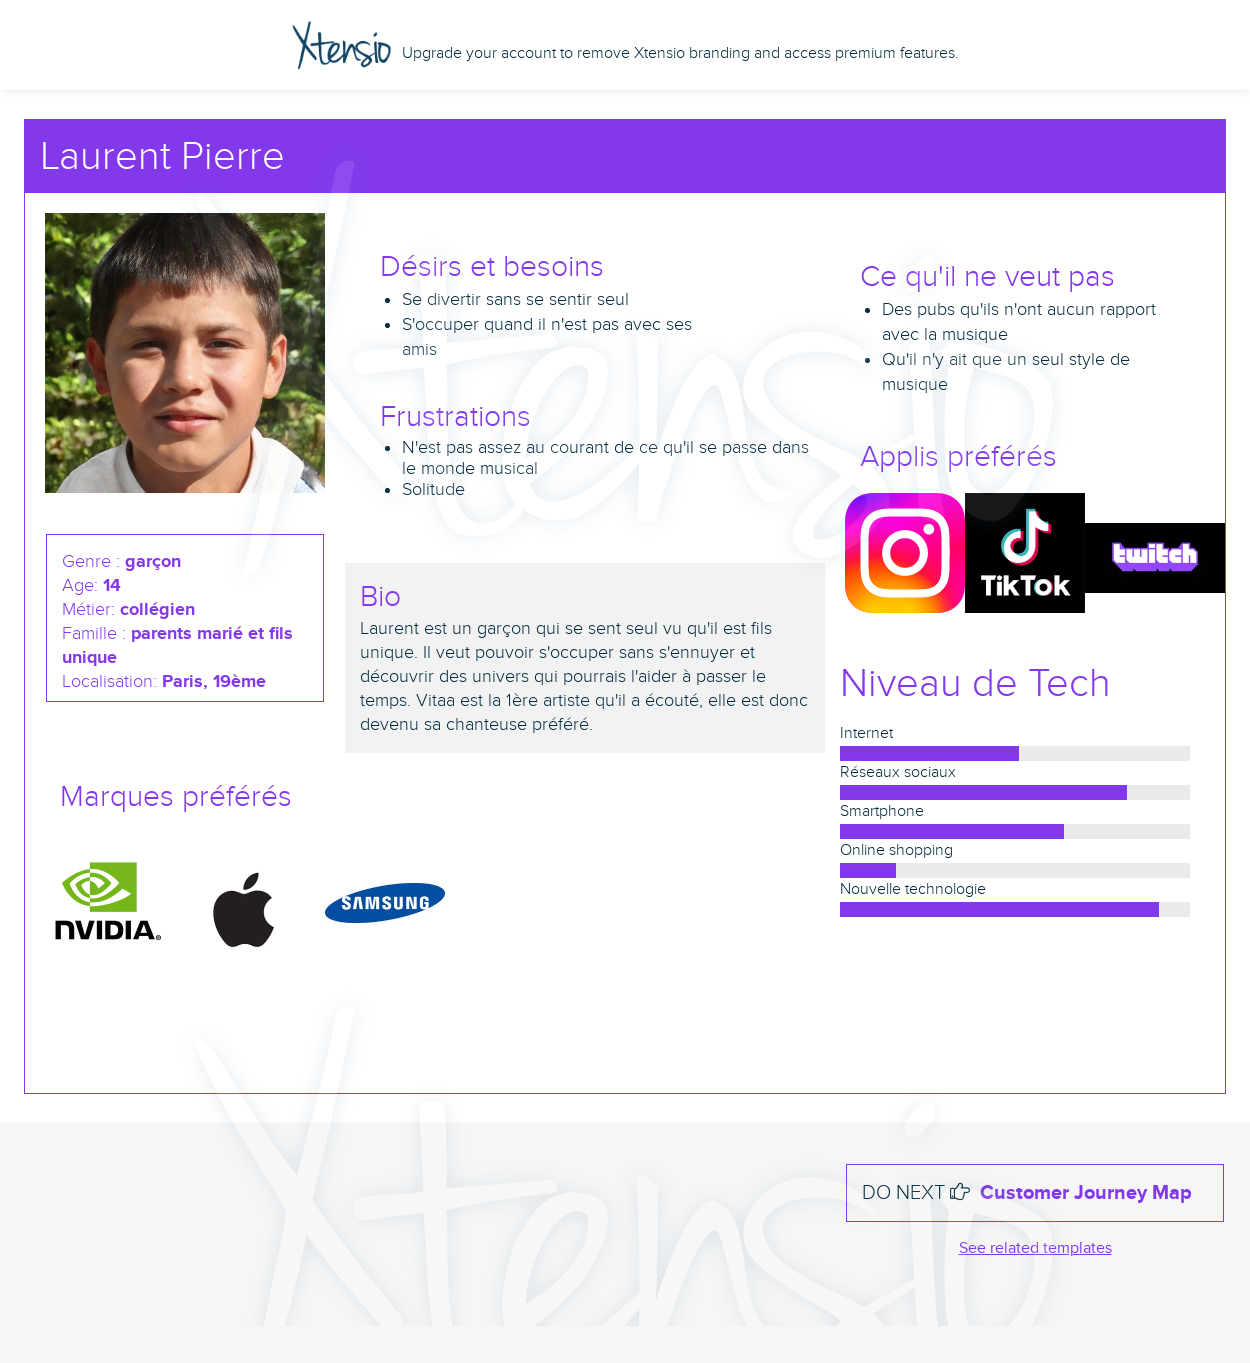 Xtensio Upgrade your account to remove Xtensio branding and access premium features.
Laurent Pierre
Désirs et besoins
Se divertir sans se sentir seul
S'occuper quand il n'est pas avec ses
amis
Frustrations
N'est pas assez au courant de ce qu'il se passe dans
le monde musical
Solitude
Ce qu'il ne veut pas
Des pubs qu'ils n'ont aucun rapport
avec la musique
Qu'il n'y ait que un seul style de
musique
Applis préférés
TikTok
twitch
Genre : garçon
Age: 14
Métier: collégien
Famille : parents marié et fils
unique
Localisation: Paris, 19ème
Bio
Laurent est un garçon qui se sent seul vu qu'il est fils
unique. Il veut pouvoir s'occuper sans s'ennuyer et
découvrir des univers qui pourrais l'aider à passer le
temps. Vitaa est la 1ère artiste qu'il a écouté, elle est donc
devenu sa chanteuse préféré.
Niveau de Tech
Internet
Réseaux sociaux
Smartphone
Online shopping
Nouvelle technologie
Marques préférés
NVIDIA®
SAMSUNG
Xtensio
Xtensio
DO NEXT Customer Journey Map
See related templates